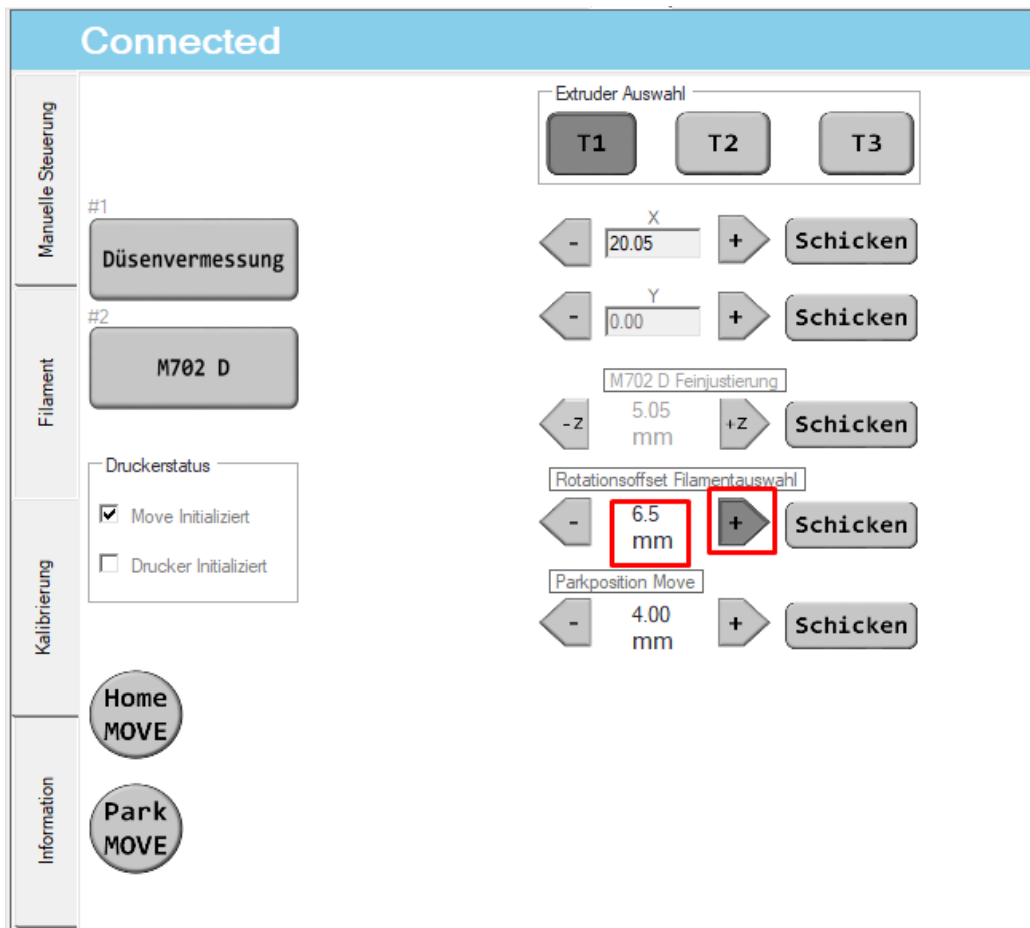 Connected
Manuelle Steuerung
Filament
Kalibrierung
Information
#1
Düsenvermessung
#2
M702 D
Druckerstatus
Move Initializiert
Drucker Initializiert
Home
MOVE
Park
MOVE
Extruder Auswahl
T1 T2 T3
X
- 20.05 + Schicken
Y
- 0.00 + Schicken
M702 D Feinjustierung
-Z 5.05 mm +Z Schicken
Rotationsoffset Filamentauswahl
- 6.5 mm + Schicken
Parkposition Move
- 4.00 mm + Schicken